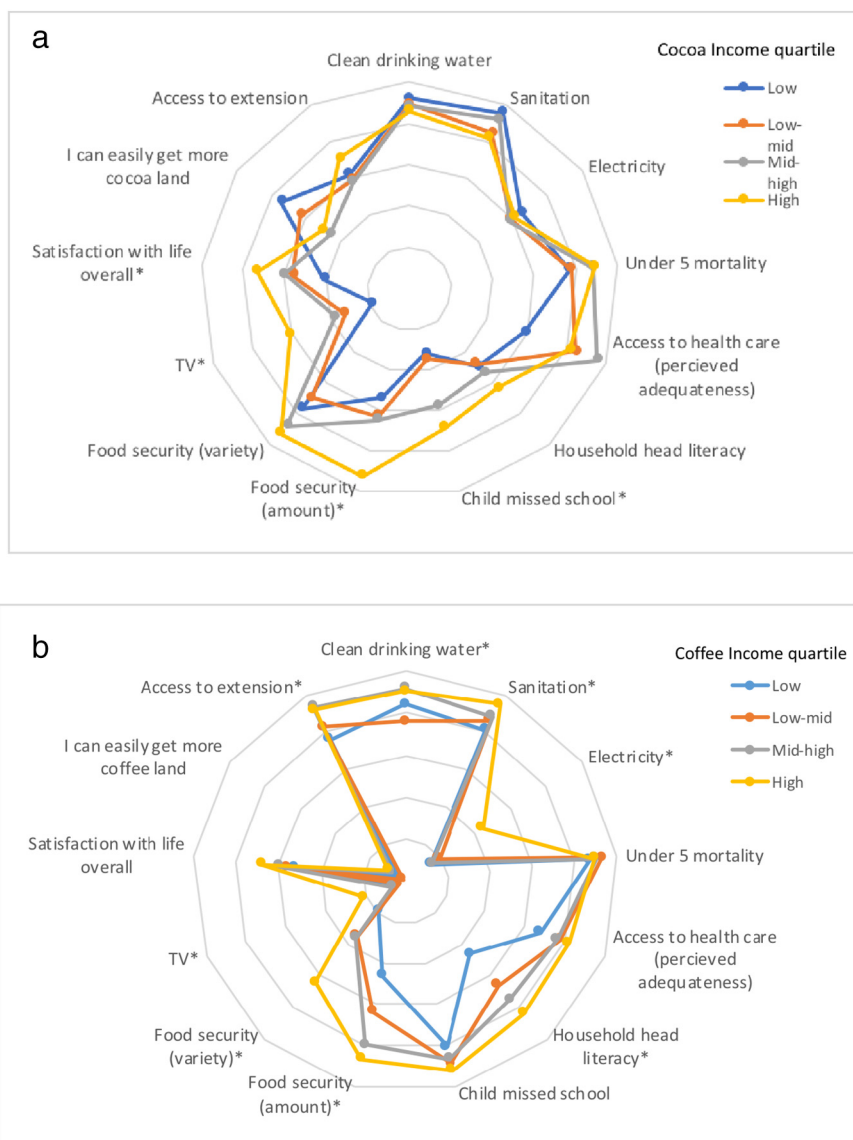 a
Cocoa Income quartile
Low
Low-
mid
Mid-
high
High
Clean drinking water
Sanitation
Electricity
Under 5 mortality
Access to health care
(percieved
adequateness)
Household head literacy
Child missed school*
Food security
(amount)*
Food security (variety)
TV*
Satisfaction with life
overall*
I can easily get more
cocoa land
Access to extension
b
Coffee Income quartile
Low
Low-mid
Mid-high
High
Clean drinking water*
Sanitation*
Electricity*
Under 5 mortality
Access to health care
(percieved
adequateness)
Household head
literacy*
Child missed school
Food security
(amount)*
Food security
(variety)*
TV*
Satisfaction with life
overall
I can easily get more
coffee land
Access to extension*